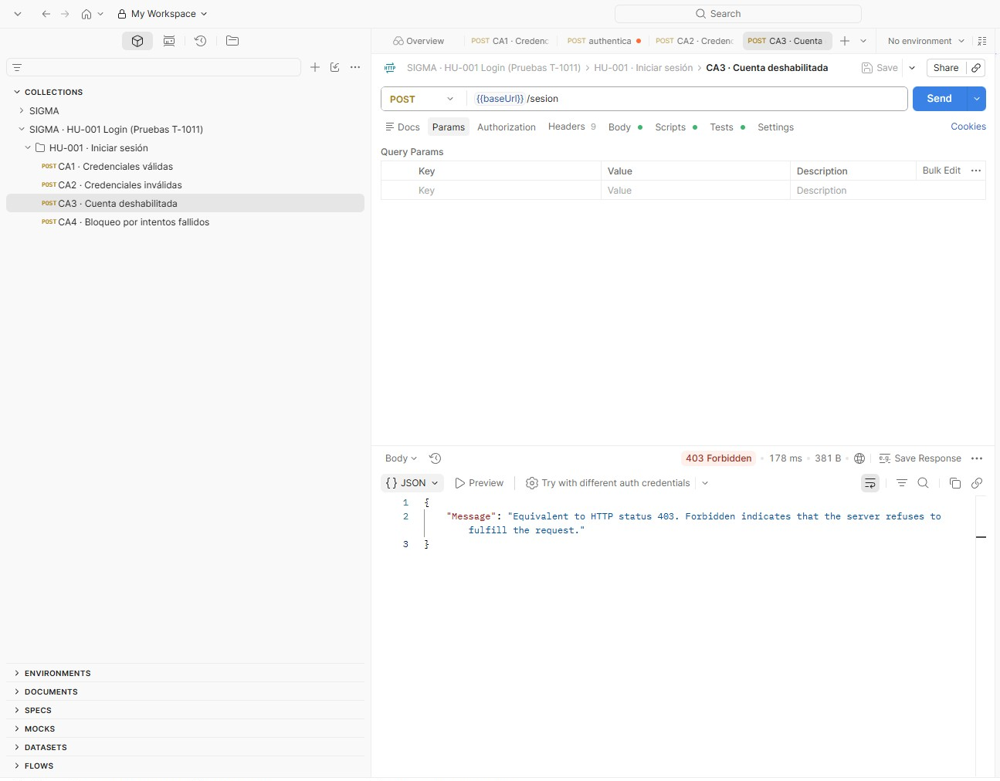 My Workspace
Search
Overview
POST CA1 · Credenc
POST authentica
POST CA2 · Creden
POST CA3 · Cuenta
No environment
SIGMA · HU-001 Login (Pruebas T-1011) > HU-001 · Iniciar sesión > CA3 · Cuenta deshabilitada
Save
Share
COLLECTIONS
SIGMA
SIGMA · HU-001 Login (Pruebas T-1011)
HU-001 · Iniciar sesión
POST CA1 · Credenciales válidas
POST CA2 · Credenciales inválidas
POST CA3 · Cuenta deshabilitada
POST CA4 · Bloqueo por intentos fallidos
ENVIRONMENTS
DOCUMENTS
SPECS
MOCKS
DATASETS
FLOWS
HTTP
POST
{{baseUrl}} /sesion
Send
Docs Params Authorization Headers 9 Body Scripts Tests Settings
Cookies
Query Params
Key Value Description Bulk Edit
Key Value Description
Body
403 Forbidden · 178 ms · 381 B
e.g. Save Response
{} JSON
Preview
Try with different auth credentials
1 {
2 "Message": "Equivalent to HTTP status 403. Forbidden indicates that the server refuses to
fulfill the request."
3 }